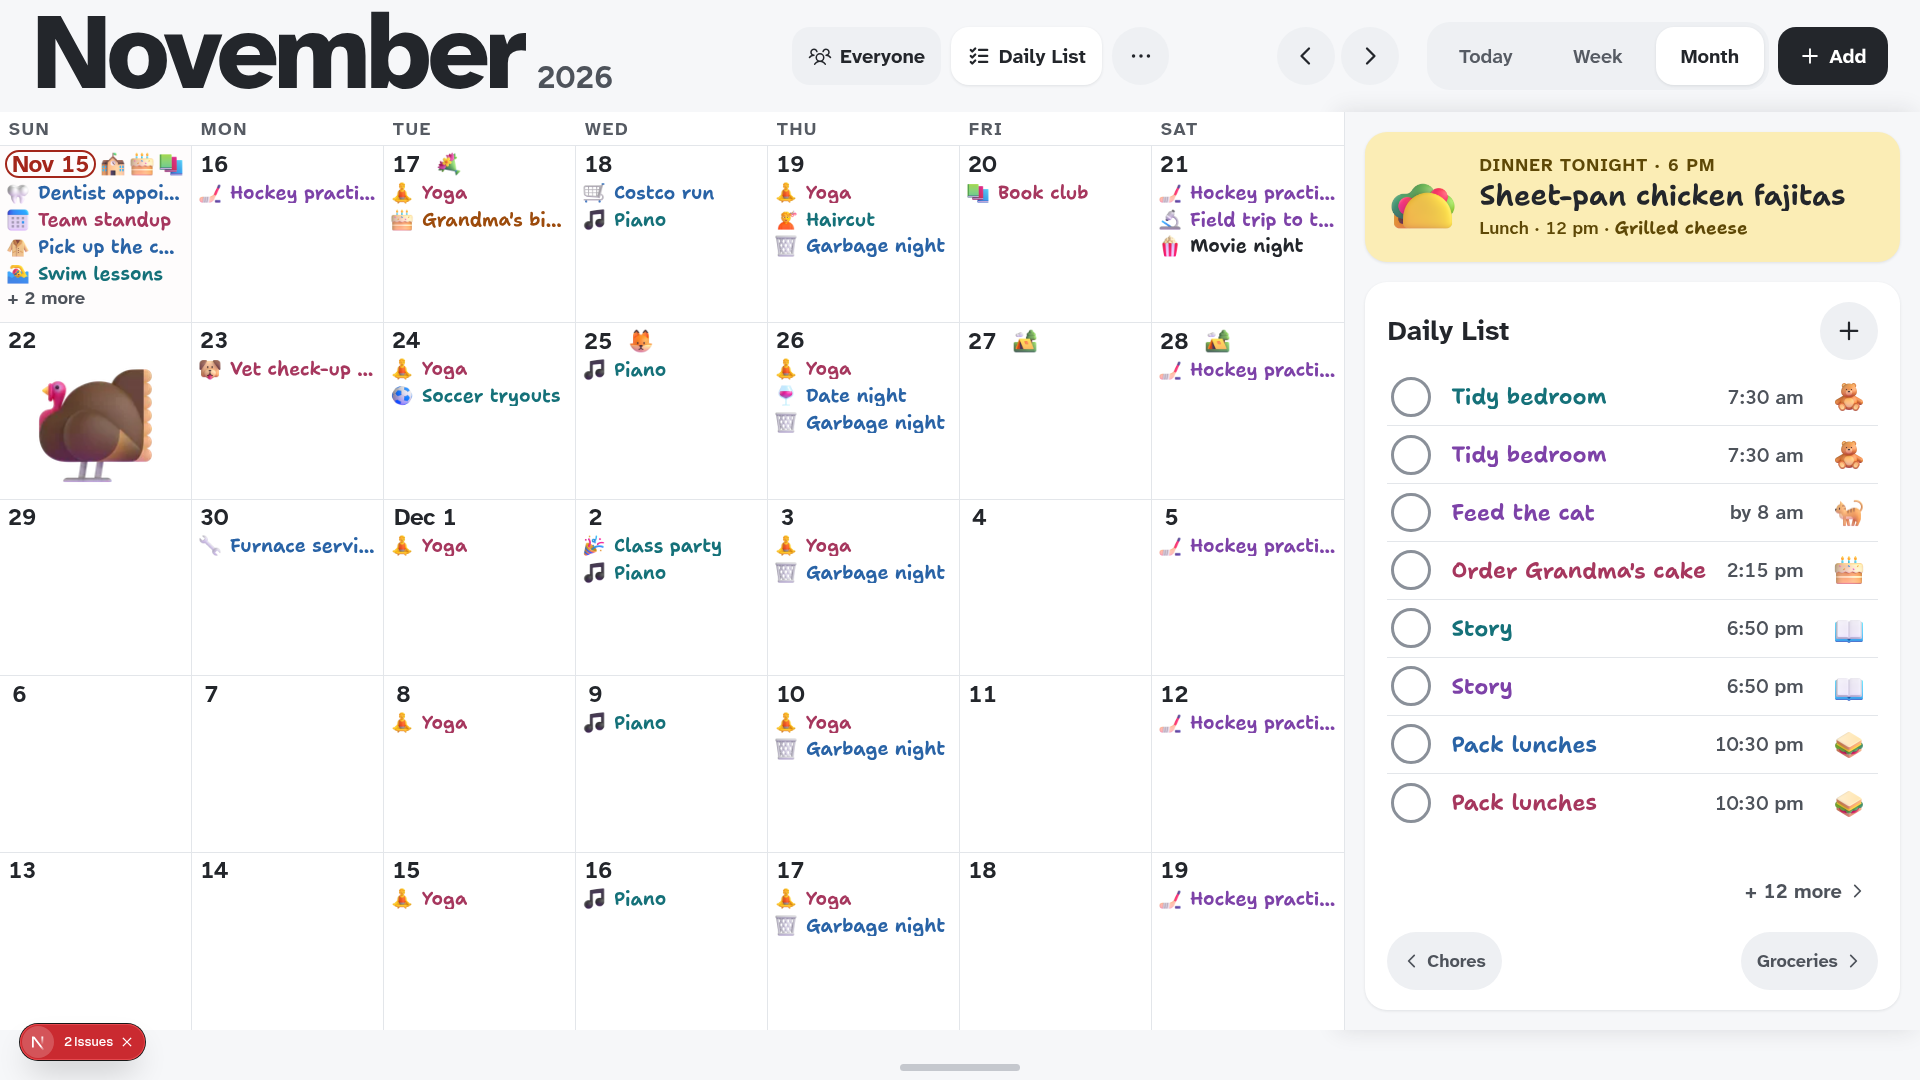 November 2026
Everyone
Daily List
...
Today
Week
Month
+ Add
SUN MON TUE WED THU FRI SAT
Nov 15
Dentist appoi...
Team standup
Pick up the c...
Swim lessons
+ 2 more
16
Hockey practi...
17
Yoga
Grandma's bi...
18
Costco run
Piano
19
Yoga
Haircut
Garbage night
20
Book club
21
Hockey practi...
Field trip to t...
Movie night
22
23
Vet check-up ...
24
Yoga
Soccer tryouts
25
Piano
26
Yoga
Date night
Garbage night
27
28
Hockey practi...
29
30
Furnace servi...
Dec 1
Yoga
2
Class party
Piano
3
Yoga
Garbage night
4
5
Hockey practi...
6
7
8
Yoga
9
Piano
10
Yoga
Garbage night
11
12
Hockey practi...
13
14
15
Yoga
16
Piano
17
Yoga
Garbage night
18
19
Hockey practi...
DINNER TONIGHT · 6 PM
Sheet-pan chicken fajitas
Lunch · 12 pm · Grilled cheese
Daily List
Tidy bedroom 7:30 am
Tidy bedroom 7:30 am
Feed the cat by 8 am
Order Grandma's cake 2:15 pm
Story 6:50 pm
Story 6:50 pm
Pack lunches 10:30 pm
Pack lunches 10:30 pm
+ 12 more
Chores
Groceries
N 2 Issues